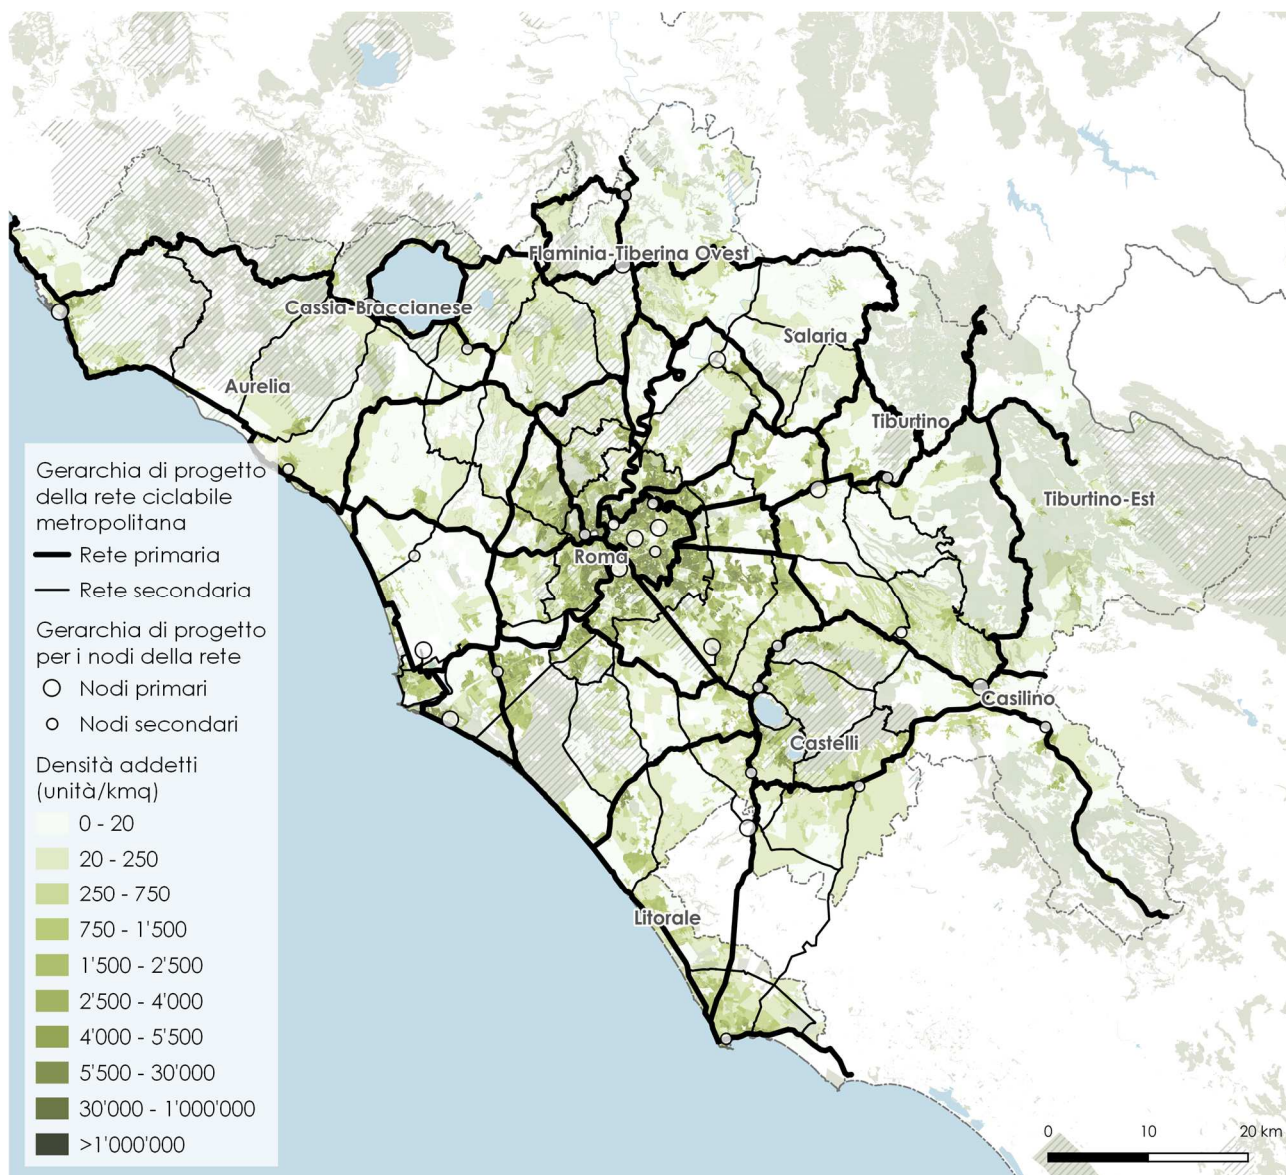 Flaminia-Tiberina Ovest
Cassia-Braccianese
Salaria
Aurelia
Tiburtino
Tiburtino-Est
Roma
Casilino
Castelli
Litorale
Gerarchia di progetto
della rete ciclabile
metropolitana
Rete primaria
Rete secondaria
Gerarchia di progetto
per i nodi della rete
Nodi primari
Nodi secondari
Densità addetti
(unità/kmq)
0 - 20
20 - 250
250 - 750
750 - 1'500
1'500 - 2'500
2'500 - 4'000
4'000 - 5'500
5'500 - 30'000
30'000 - 1'000'000
>1'000'000
0 10 20 km